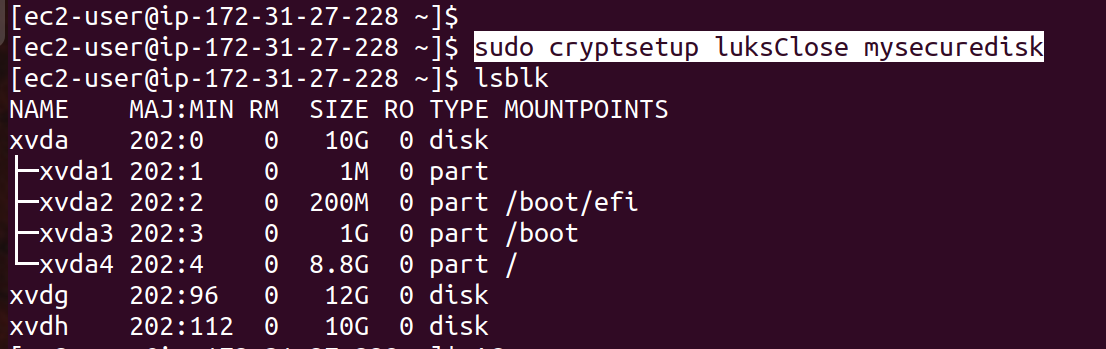 [ec2-user@ip-172-31-27-228 ~]$
[ec2-user@ip-172-31-27-228 ~]$ sudo cryptsetup luksClose mysecuredisk
[ec2-user@ip-172-31-27-228 ~]$ lsblk
NAME    MAJ:MIN RM  SIZE RO TYPE MOUNTPOINTS
xvda    202:0    0   10G  0 disk
├─xvda1 202:1    0    1M  0 part
├─xvda2 202:2    0  200M  0 part /boot/efi
├─xvda3 202:3    0    1G  0 part /boot
└─xvda4 202:4    0  8.8G  0 part /
xvdg    202:96   0   12G  0 disk
xvdh    202:112  0   10G  0 disk